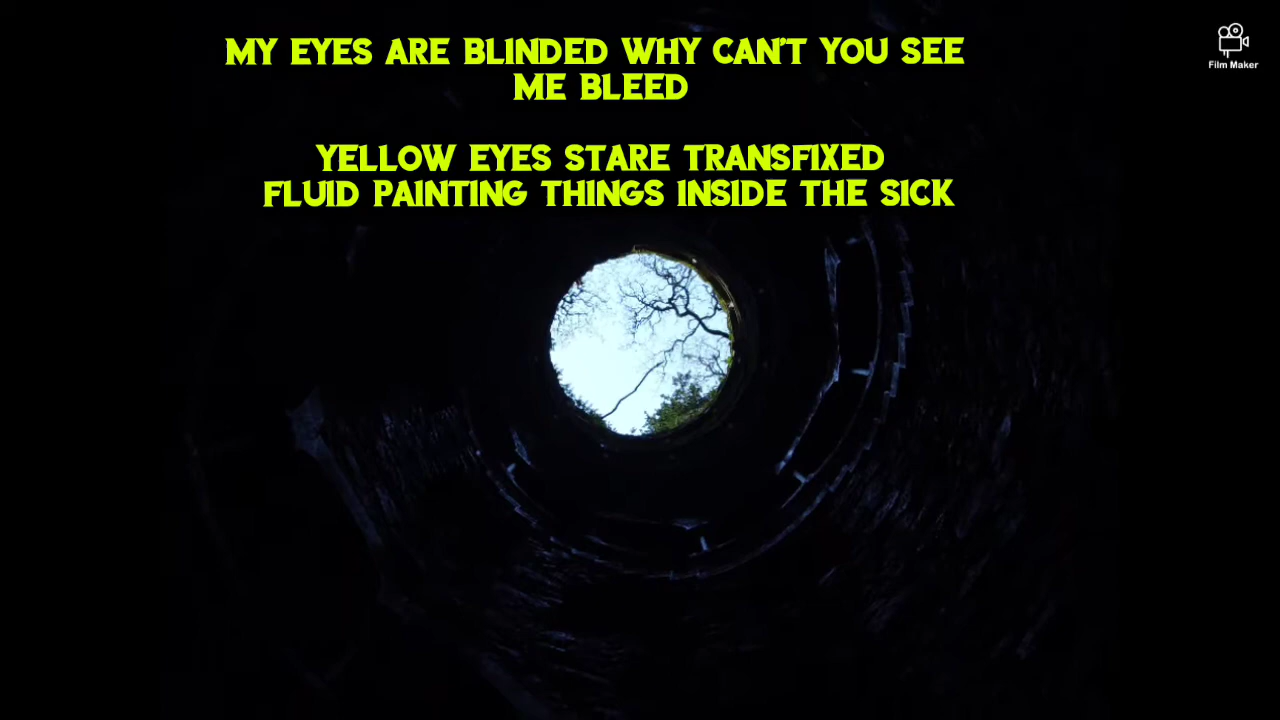 MY EYES ARE BLINDED WHY CAN'T YOU SEE
ME BLEED
YELLOW EYES STARE TRANSFIXED
FLUID PAINTING THINGS INSIDE THE SICK
Film Maker